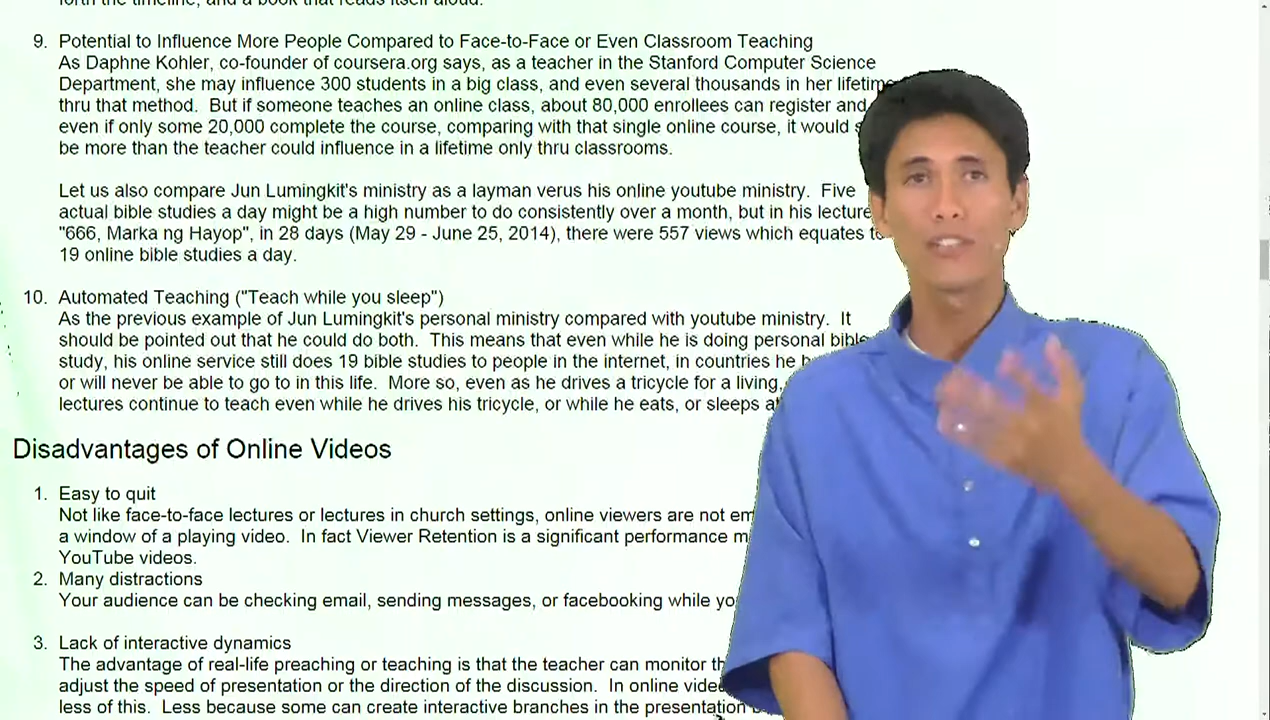 forth the timeline, and a book that reads itself aloud.
9. Potential to Influence More People Compared to Face-to-Face or Even Classroom Teaching
As Daphne Kohler, co-founder of coursera.org says, as a teacher in the Stanford Computer Science
Department, she may influence 300 students in a big class, and even several thousands in her lifetime
thru that method. But if someone teaches an online class, about 80,000 enrollees can register and
even if only some 20,000 complete the course, comparing with that single online course, it would
be more than the teacher could influence in a lifetime only thru classrooms.
Let us also compare Jun Lumingkit's ministry as a layman verus his online youtube ministry. Five
actual bible studies a day might be a high number to do consistently over a month, but in his lecture
"666, Marka ng Hayop", in 28 days (May 29 - June 25, 2014), there were 557 views which equates to
19 online bible studies a day.
10. Automated Teaching ("Teach while you sleep")
As the previous example of Jun Lumingkit's personal ministry compared with youtube ministry. It
should be pointed out that he could do both. This means that even while he is doing personal bible
study, his online service still does 19 bible studies to people in the internet, in countries he
or will never be able to go to in this life. More so, even as he drives a tricycle for a living,
lectures continue to teach even while he drives his tricycle, or while he eats, or sleeps
Disadvantages of Online Videos
1. Easy to quit
Not like face-to-face lectures or lectures in church settings, online viewers are not
a window of a playing video. In fact Viewer Retention is a significant performance
YouTube videos.
2. Many distractions
Your audience can be checking email, sending messages, or facebooking while
3. Lack of interactive dynamics
The advantage of real-life preaching or teaching is that the teacher can monitor
adjust the speed of presentation or the direction of the discussion. In online
less of this. Less because some can create interactive branches in the presentation